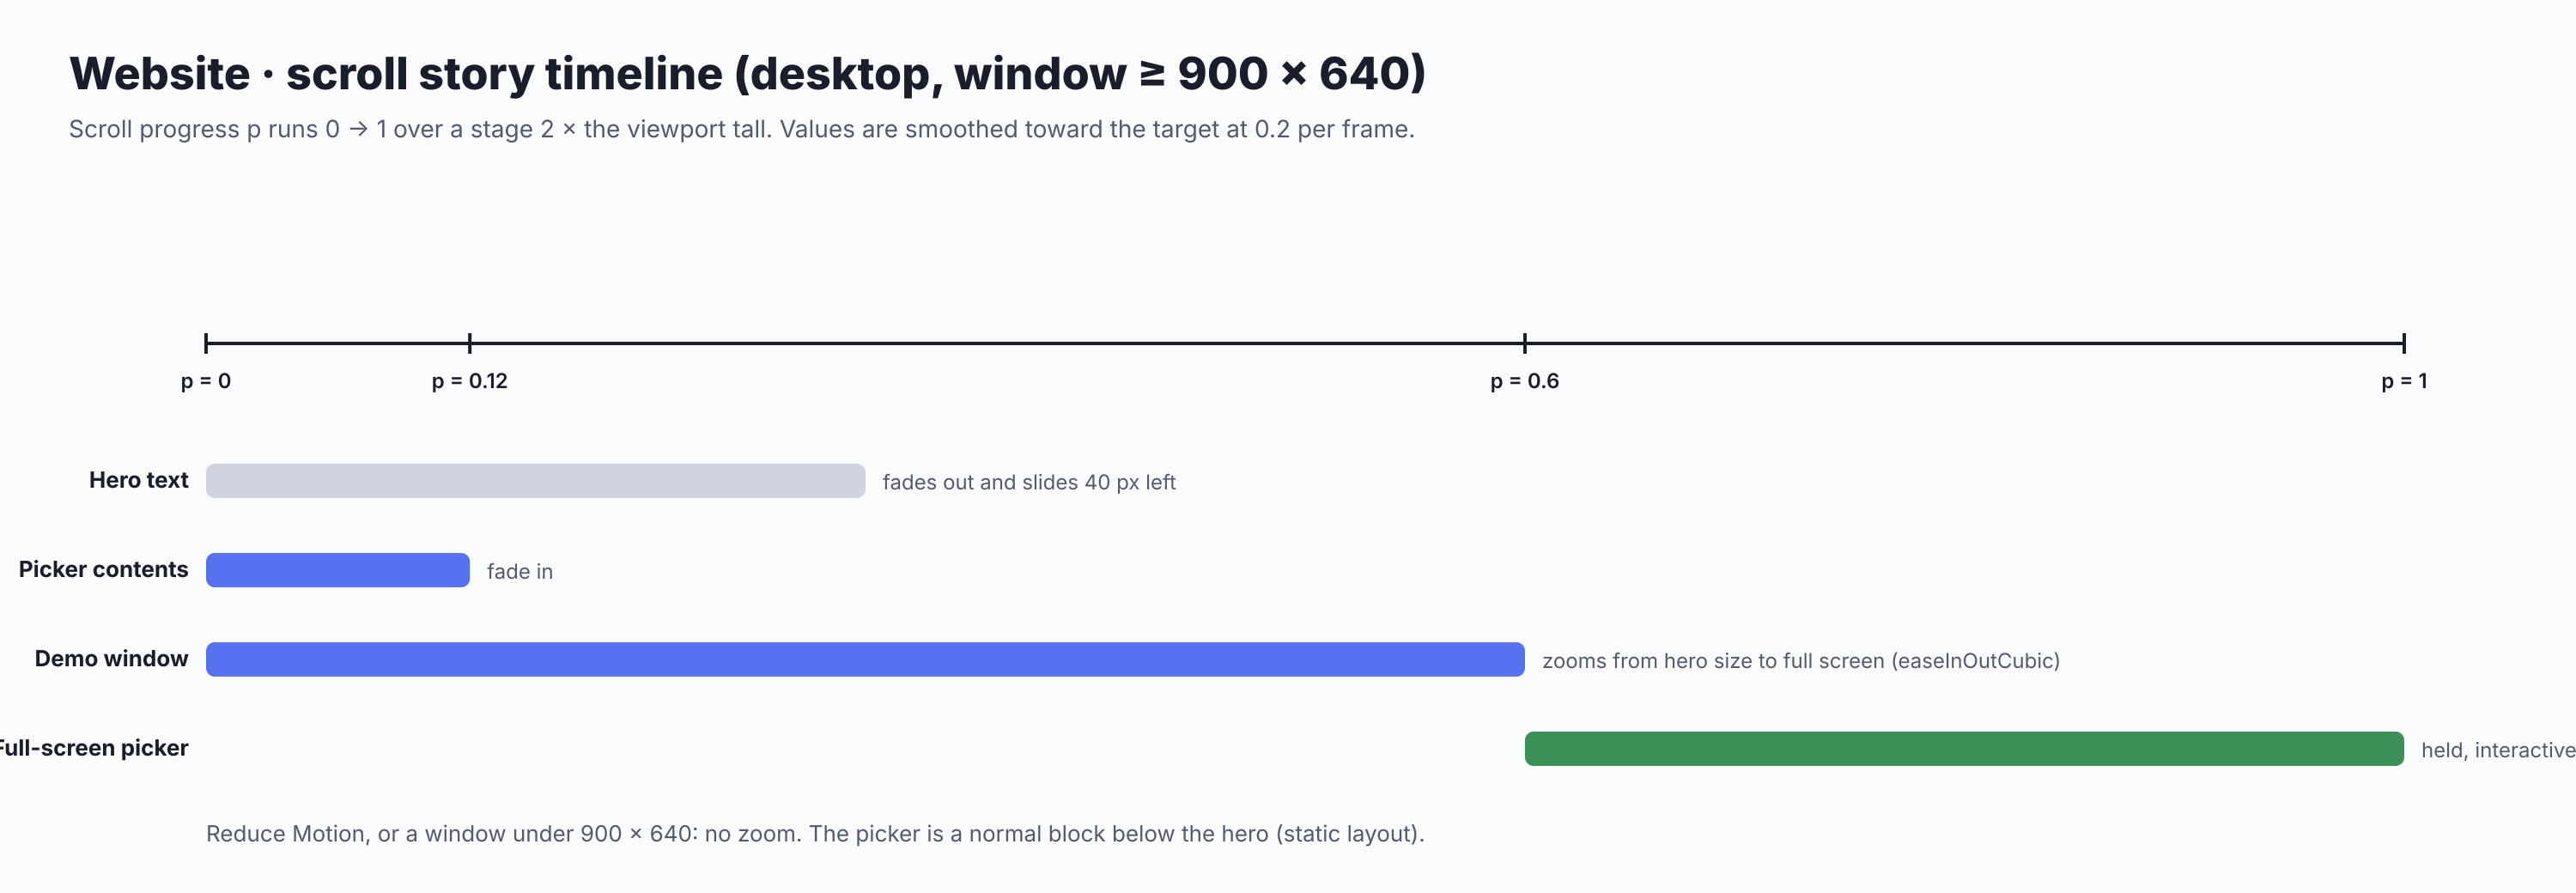 Website · scroll story timeline (desktop, window ≥ 900 × 640)
Scroll progress p runs 0 → 1 over a stage 2 × the viewport tall. Values are smoothed toward the target at 0.2 per frame.
p = 0 p = 0.12 p = 0.6 p = 1
Hero text fades out and slides 40 px left
Picker contents fade in
Demo window zooms from hero size to full screen (easeInOutCubic)
Full-screen picker held, interactive
Reduce Motion, or a window under 900 × 640: no zoom. The picker is a normal block below the hero (static layout).